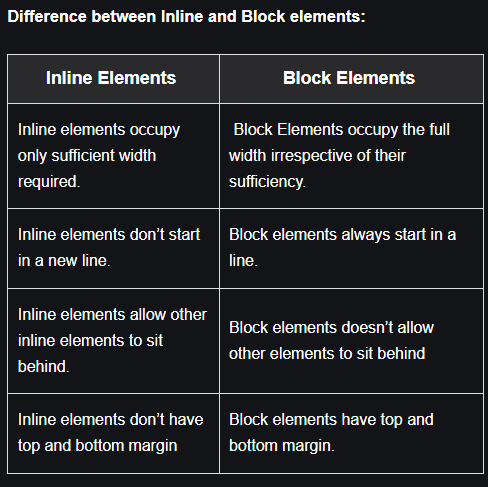 Difference between Inline and Block elements:
Inline Elements
Block Elements
Inline elements occupy
only sufficient width
required.
Block Elements occupy the full
width irrespective of their
sufficiency.
Inline elements don’t start
in a new line.
Block elements always start in a
line.
Inline elements allow other
inline elements to sit
behind.
Block elements doesn’t allow
other elements to sit behind
Inline elements don’t have
top and bottom margin
Block elements have top and
bottom margin.